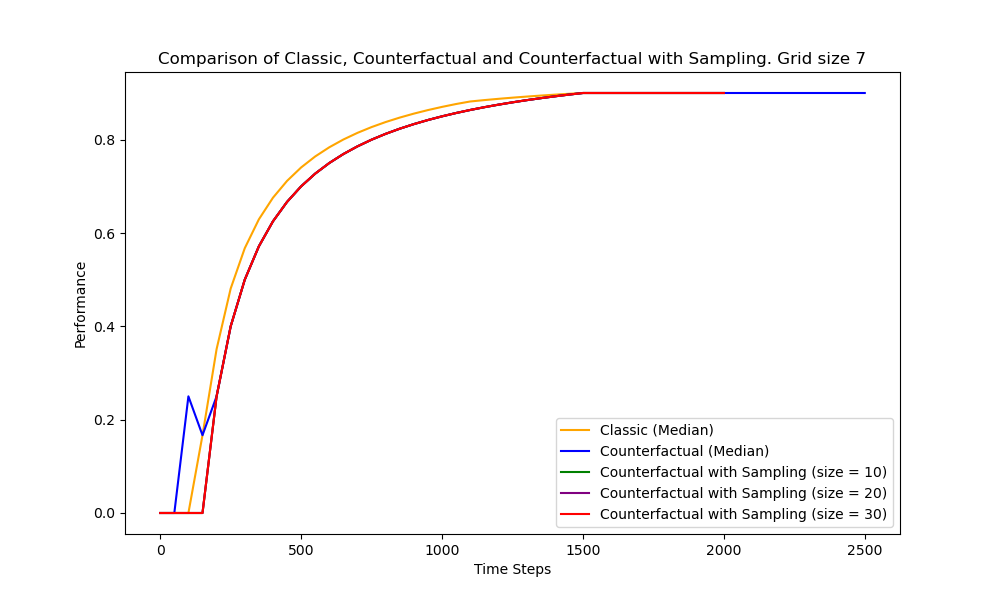 Comparison of Classic, Counterfactual and Counterfactual with Sampling. Grid size 7
Performance
0.8
0.6
0.4
0.2
0.0
Classic (Median)
Counterfactual (Median)
Counterfactual with Sampling (size = 10)
Counterfactual with Sampling (size = 20)
Counterfactual with Sampling (size = 30)
0 500 1000 1500 2000 2500
Time Steps